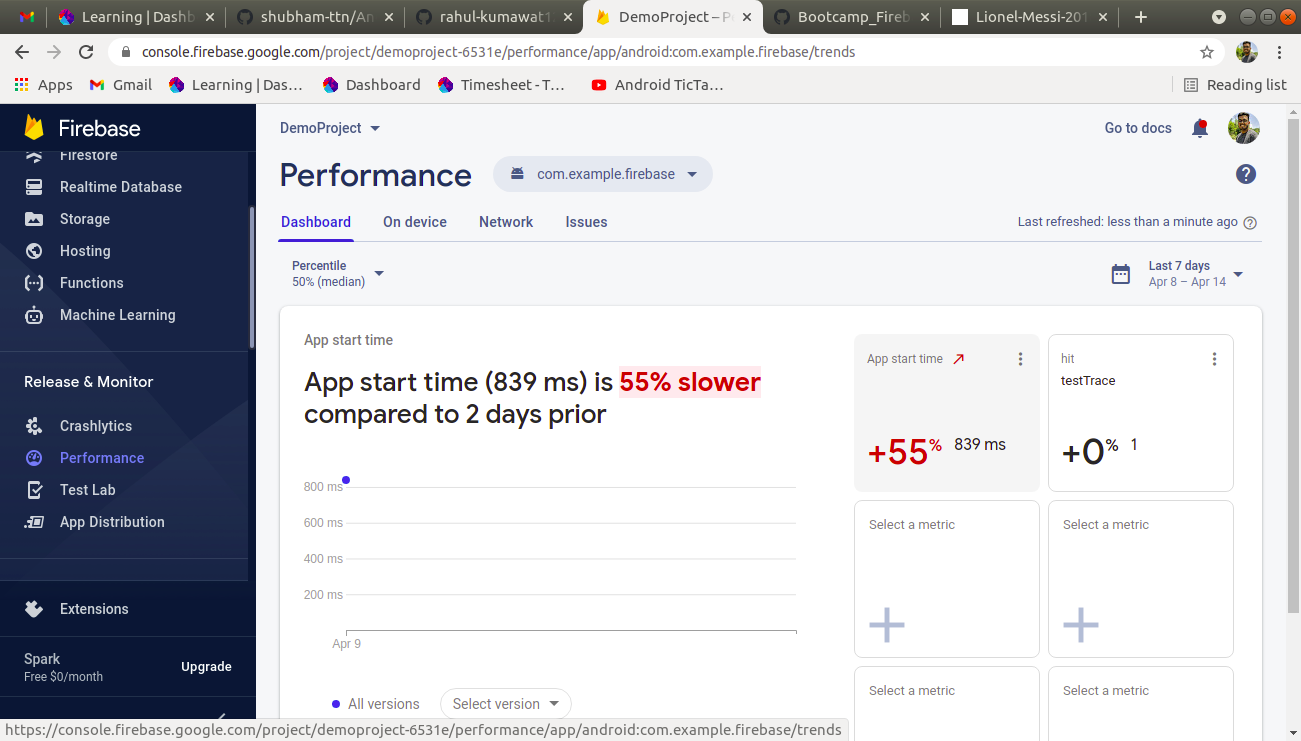 Learning | Dashb
shubham-ttn/An
rahul-kumawat1
DemoProject – P
Bootcamp_Fireb
Lionel-Messi-201
console.firebase.google.com/project/demoproject-6531e/performance/app/android:com.example.firebase/trends
Apps
Gmail
Learning | Das…
Dashboard
Timesheet - T…
Android TicTa…
Reading list
Firebase
Firestore
Realtime Database
Storage
Hosting
Functions
Machine Learning
Release & Monitor
Crashlytics
Performance
Test Lab
App Distribution
Extensions
Spark
Free $0/month
Upgrade
DemoProject
Go to docs
Performance
com.example.firebase
Dashboard
On device
Network
Issues
Last refreshed: less than a minute ago
Percentile
50% (median)
Last 7 days
Apr 8 – Apr 14
App start time
App start time (839 ms) is 55% slower
compared to 2 days prior
800 ms
600 ms
400 ms
200 ms
Apr 9
All versions
Select version
App start time
+55% 839 ms
hit
testTrace
+0% 1
Select a metric
Select a metric
Select a metric
Select a metric
https://console.firebase.google.com/project/demoproject-6531e/performance/app/android:com.example.firebase/trends